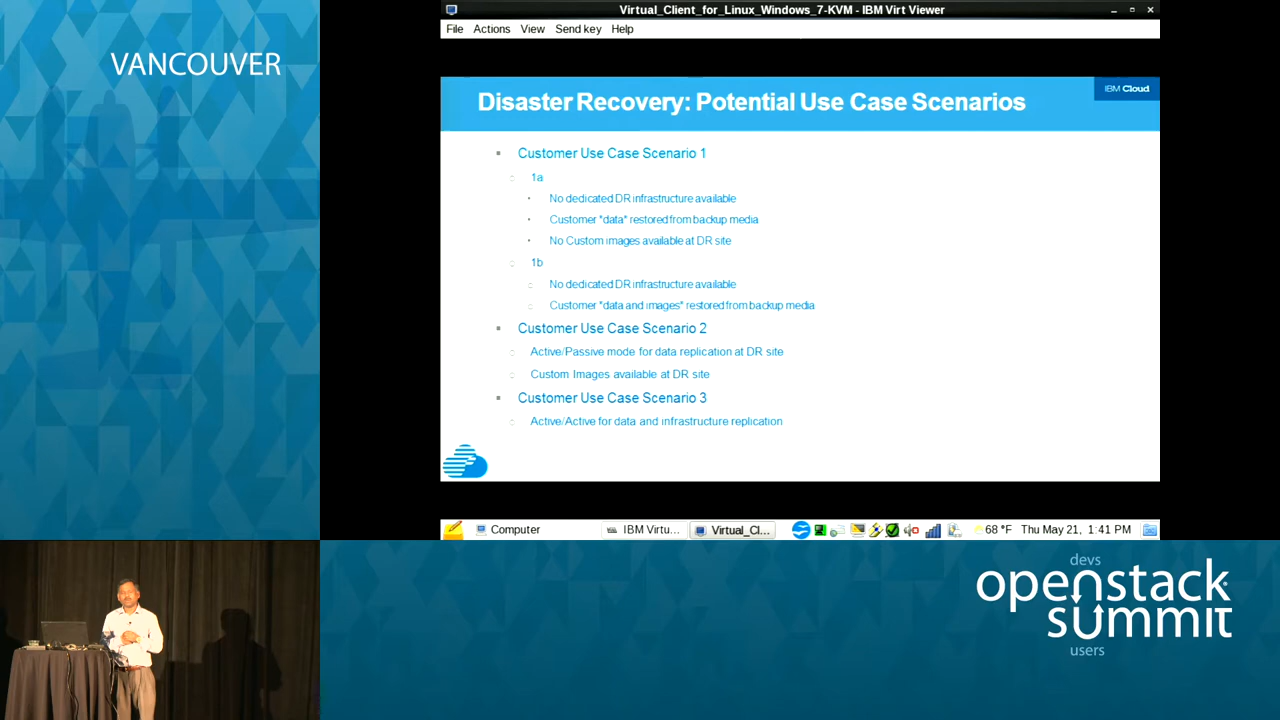 VANCOUVER
Virtual_Client_for_Linux_Windows_7-KVM - IBM Virt Viewer
File Actions View Send key Help
Disaster Recovery: Potential Use Case Scenarios
IBM Cloud
Customer Use Case Scenario 1
1a
No dedicated DR infrastructure available
Customer "data" restored from backup media
No Custom images available at DR site
1b
No dedicated DR infrastructure available
Customer "data and images" restored from backup media
Customer Use Case Scenario 2
Active/Passive mode for data replication at DR site
Custom Images available at DR site
Customer Use Case Scenario 3
Active/Active for data and infrastructure replication
Computer IBM Virtu... Virtual_Cl... 68 °F Thu May 21, 1:41 PM
devs
openstack
summit
users